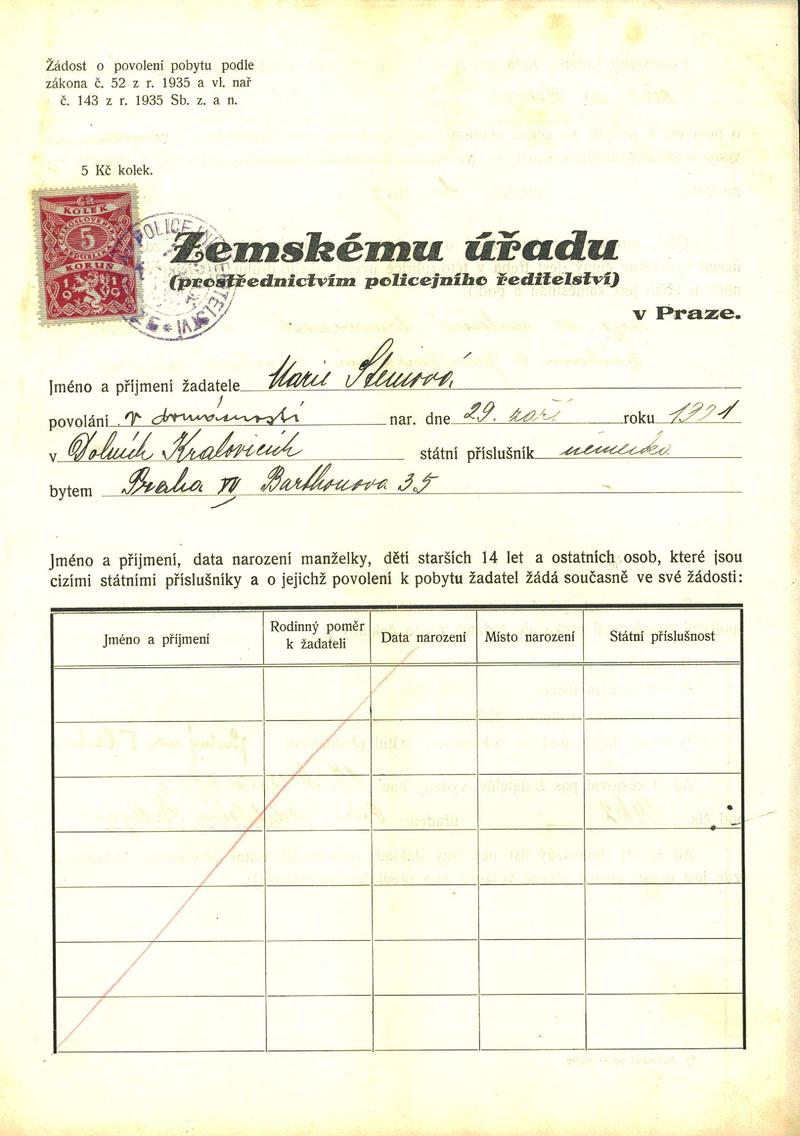 Žádost o povolení pobytu podle
zákona č. 52 z r. 1935 a vl. nař
č. 143 z r. 1935 Sb. z. a n.
5 Kč kolek.
KOLEK
5
KORUN
1919
POLICEJNÍ ŘEDITELSTVÍ
Zemskému úřadu
(prostřednictvím policejního ředitelství)
v Praze.
Jméno a příjmení žadatele Marie
povolání v domácnosti nar. dne 29. září roku 1921
v Dolních Kralovicích státní příslušník německá
bytem Praha VII Barthouova 35
Jméno a příjmení, data narození manželky, dětí starších 14 let a ostatních osob, které jsou
cizími státními příslušníky a o jejichž povolení k pobytu žadatel žádá současně ve své žádosti:
Jméno a příjmení
Rodinný poměr
k žadateli
Data narození
Místo narození
Státní příslušnost